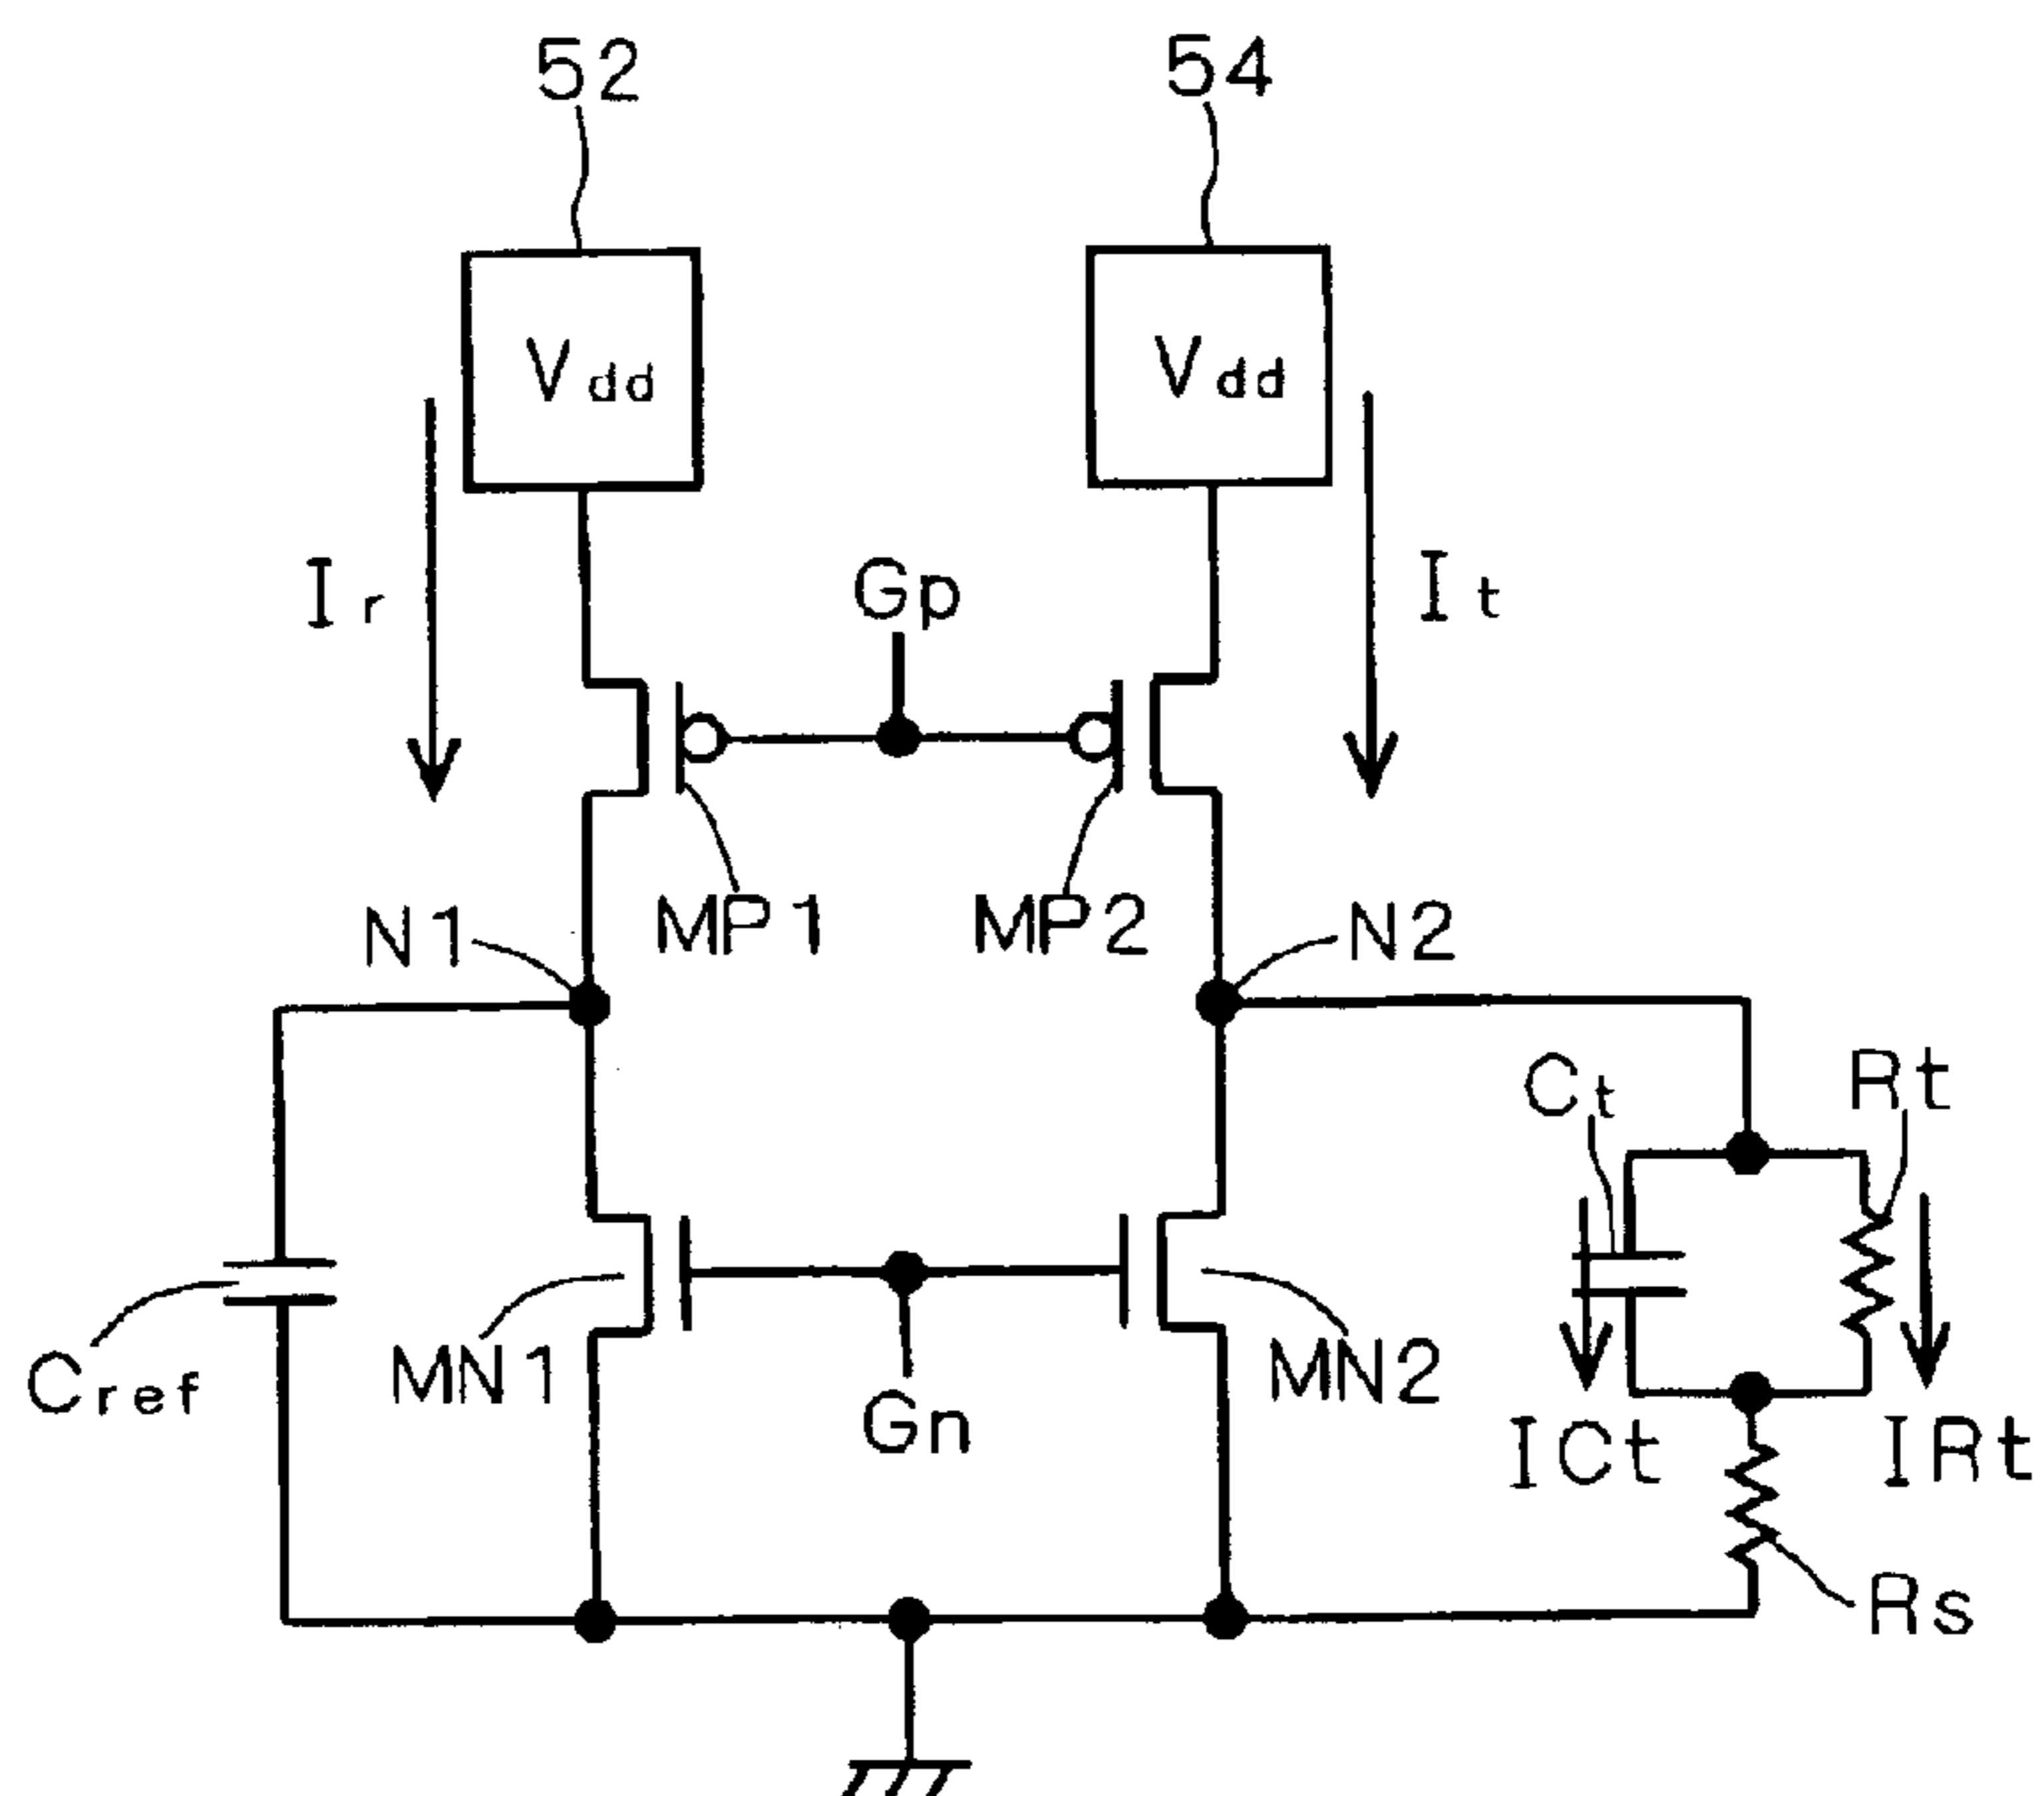 52
54
Vdd
Vdd
Ir
Gp
It
N1
MP1
MP2
N2
Ct
Rt
Cref
MN1
Gn
MN2
ICt
IRt
Rs